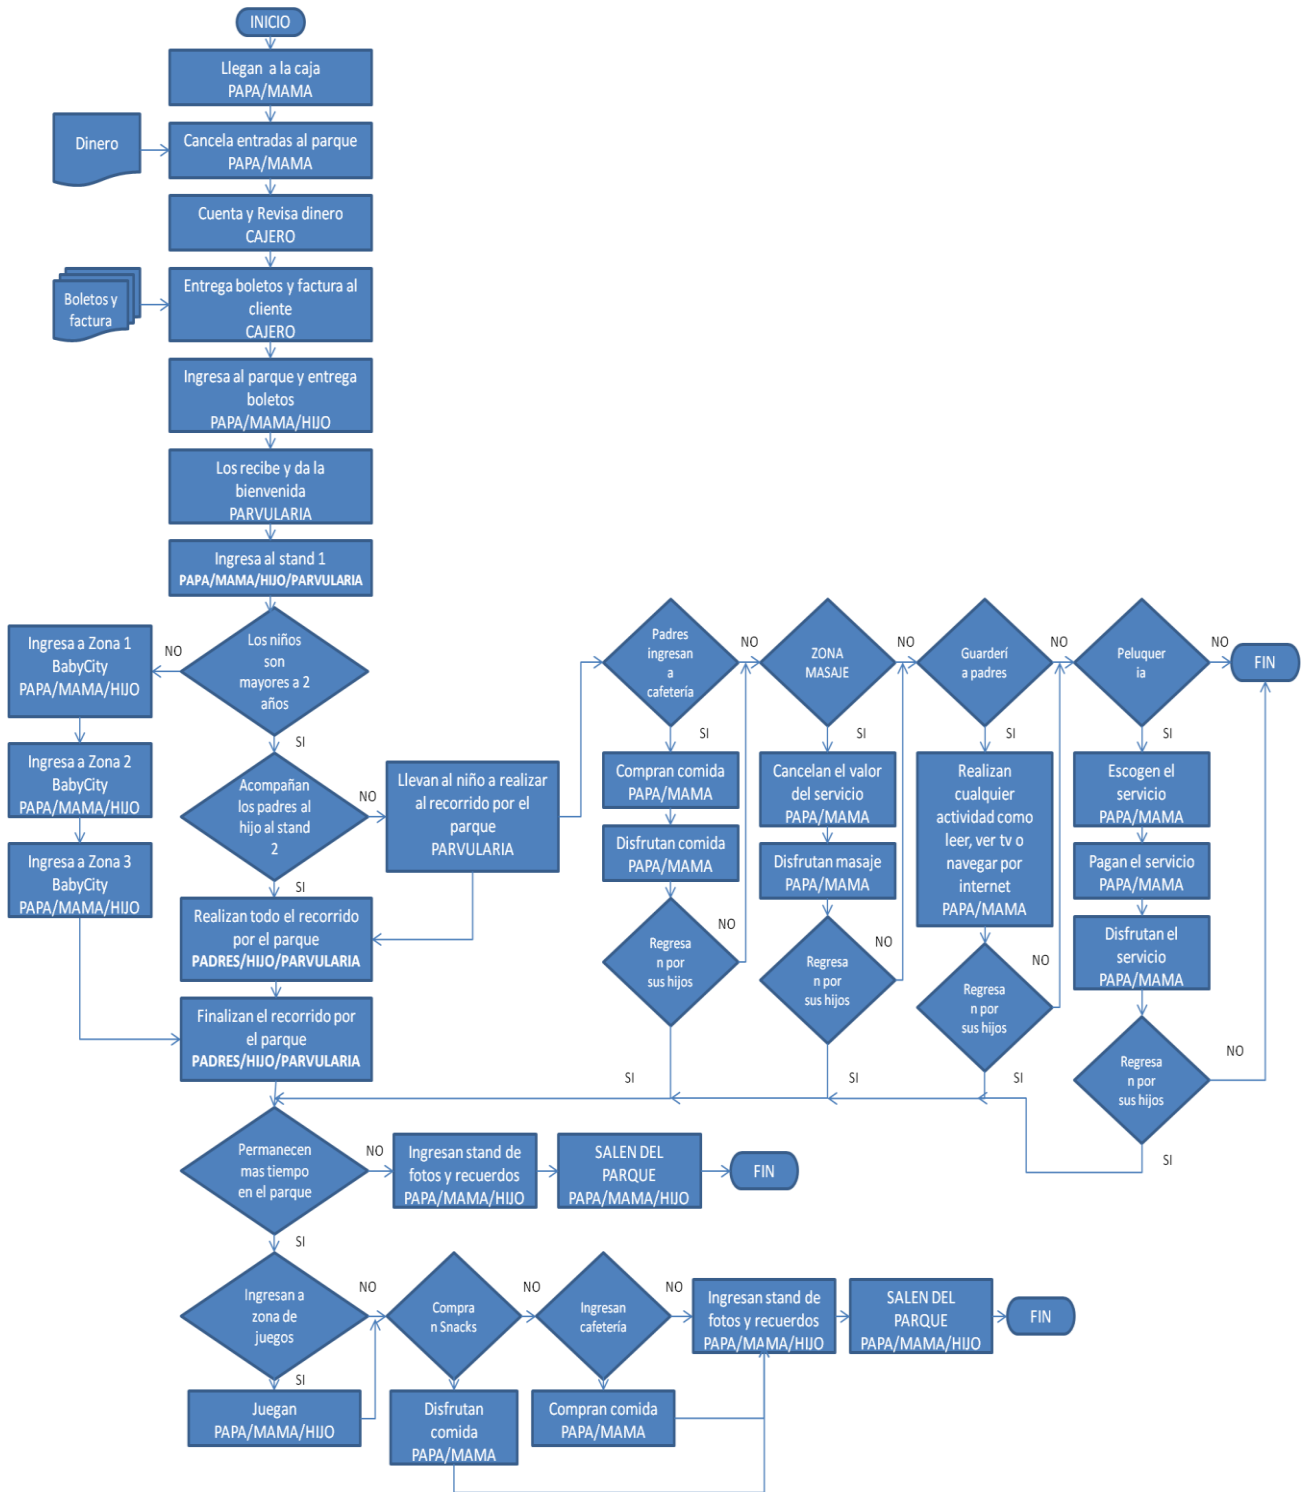 INICIO
Llegan a la caja
PAPA/MAMA
Dinero
Cancela entradas al parque
PAPA/MAMA
Cuenta y Revisa dinero
CAJERO
Boletos y
factura
Entrega boletos y factura al
cliente
CAJERO
Ingresa al parque y entrega
boletos
PAPA/MAMA/HIJO
Los recibe y da la
bienvenida
PARVULARIA
Ingresa al stand 1
PAPA/MAMA/HIJO/PARVULARIA
Los niños
son
mayores a 2
años
NO
SI
Ingresa a Zona 1
BabyCity
PAPA/MAMA/HIJO
Ingresa a Zona 2
BabyCity
PAPA/MAMA/HIJO
Ingresa a Zona 3
BabyCity
PAPA/MAMA/HIJO
Acompañan
los padres al
hijo al stand
2
NO
SI
Llevan al niño a realizar
al recorrido por el
parque
PARVULARIA
Realizan todo el recorrido
por el parque
PADRES/HIJO/PARVULARIA
Finalizan el recorrido por
el parque
PADRES/HIJO/PARVULARIA
Padres
ingresan
a
cafetería
NO
SI
Compran comida
PAPA/MAMA
Disfrutan comida
PAPA/MAMA
Regresa
n por
sus hijos
NO
SI
ZONA
MASAJE
NO
SI
Cancelan el valor
del servicio
PAPA/MAMA
Disfrutan masaje
PAPA/MAMA
Regresa
n por
sus hijos
NO
SI
Guarderí
a padres
NO
SI
Realizan
cualquier
actividad como
leer, ver tv o
navegar por
internet
PAPA/MAMA
Regresa
n por
sus hijos
NO
SI
Peluquer
ia
NO
SI
FIN
Escogen el
servicio
PAPA/MAMA
Pagan el servicio
PAPA/MAMA
Disfrutan el
servicio
PAPA/MAMA
Regresa
n por
sus hijos
NO
SI
Permanecen
mas tiempo
en el parque
NO
SI
Ingresan stand de
fotos y recuerdos
PAPA/MAMA/HIJO
SALEN DEL
PARQUE
PAPA/MAMA/HIJO
FIN
Ingresan a
zona de
juegos
NO
SI
Juegan
PAPA/MAMA/HIJO
Compra
n Snacks
NO
Disfrutan
comida
PAPA/MAMA
Ingresan
cafetería
NO
Compran comida
PAPA/MAMA
Ingresan stand de
fotos y recuerdos
PAPA/MAMA/HIJO
SALEN DEL
PARQUE
PAPA/MAMA/HIJO
FIN